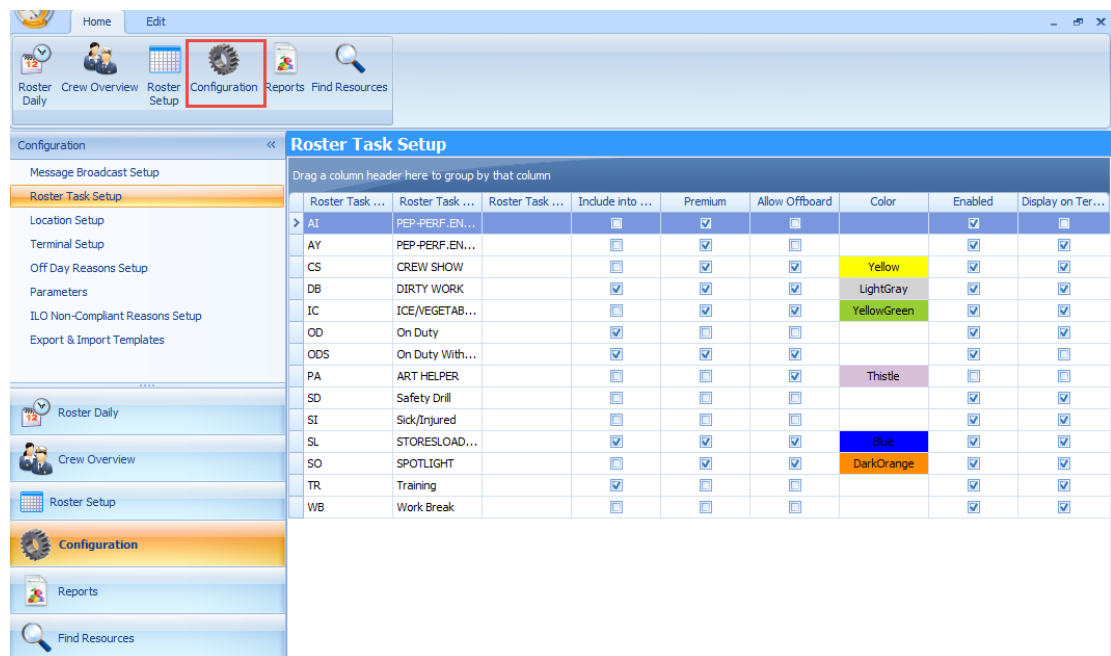 Home Edit
12
Roster Daily
Crew Overview
Roster Setup
Configuration
Reports
Find Resources
Configuration
Message Broadcast Setup
Roster Task Setup
Location Setup
Terminal Setup
Off Day Reasons Setup
Parameters
ILO Non-Compliant Reasons Setup
Export & Import Templates
12
Roster Daily
Crew Overview
Roster Setup
Configuration
Reports
Find Resources
Roster Task Setup
Drag a column header here to group by that column
Roster Task ... Roster Task ... Roster Task ... Include into ... Premium Allow Offboard Color Enabled Display on Ter...
AI PEP-PERF.EN...
AY PEP-PERF.EN...
CS CREW SHOW Yellow
DB DIRTY WORK LightGray
IC ICE/VEGETAB... YellowGreen
OD On Duty
ODS On Duty With...
PA ART HELPER Thistle
SD Safety Drill
SI Sick/Injured
SL STORESLOAD... Blue
SO SPOTLIGHT DarkOrange
TR Training
WB Work Break